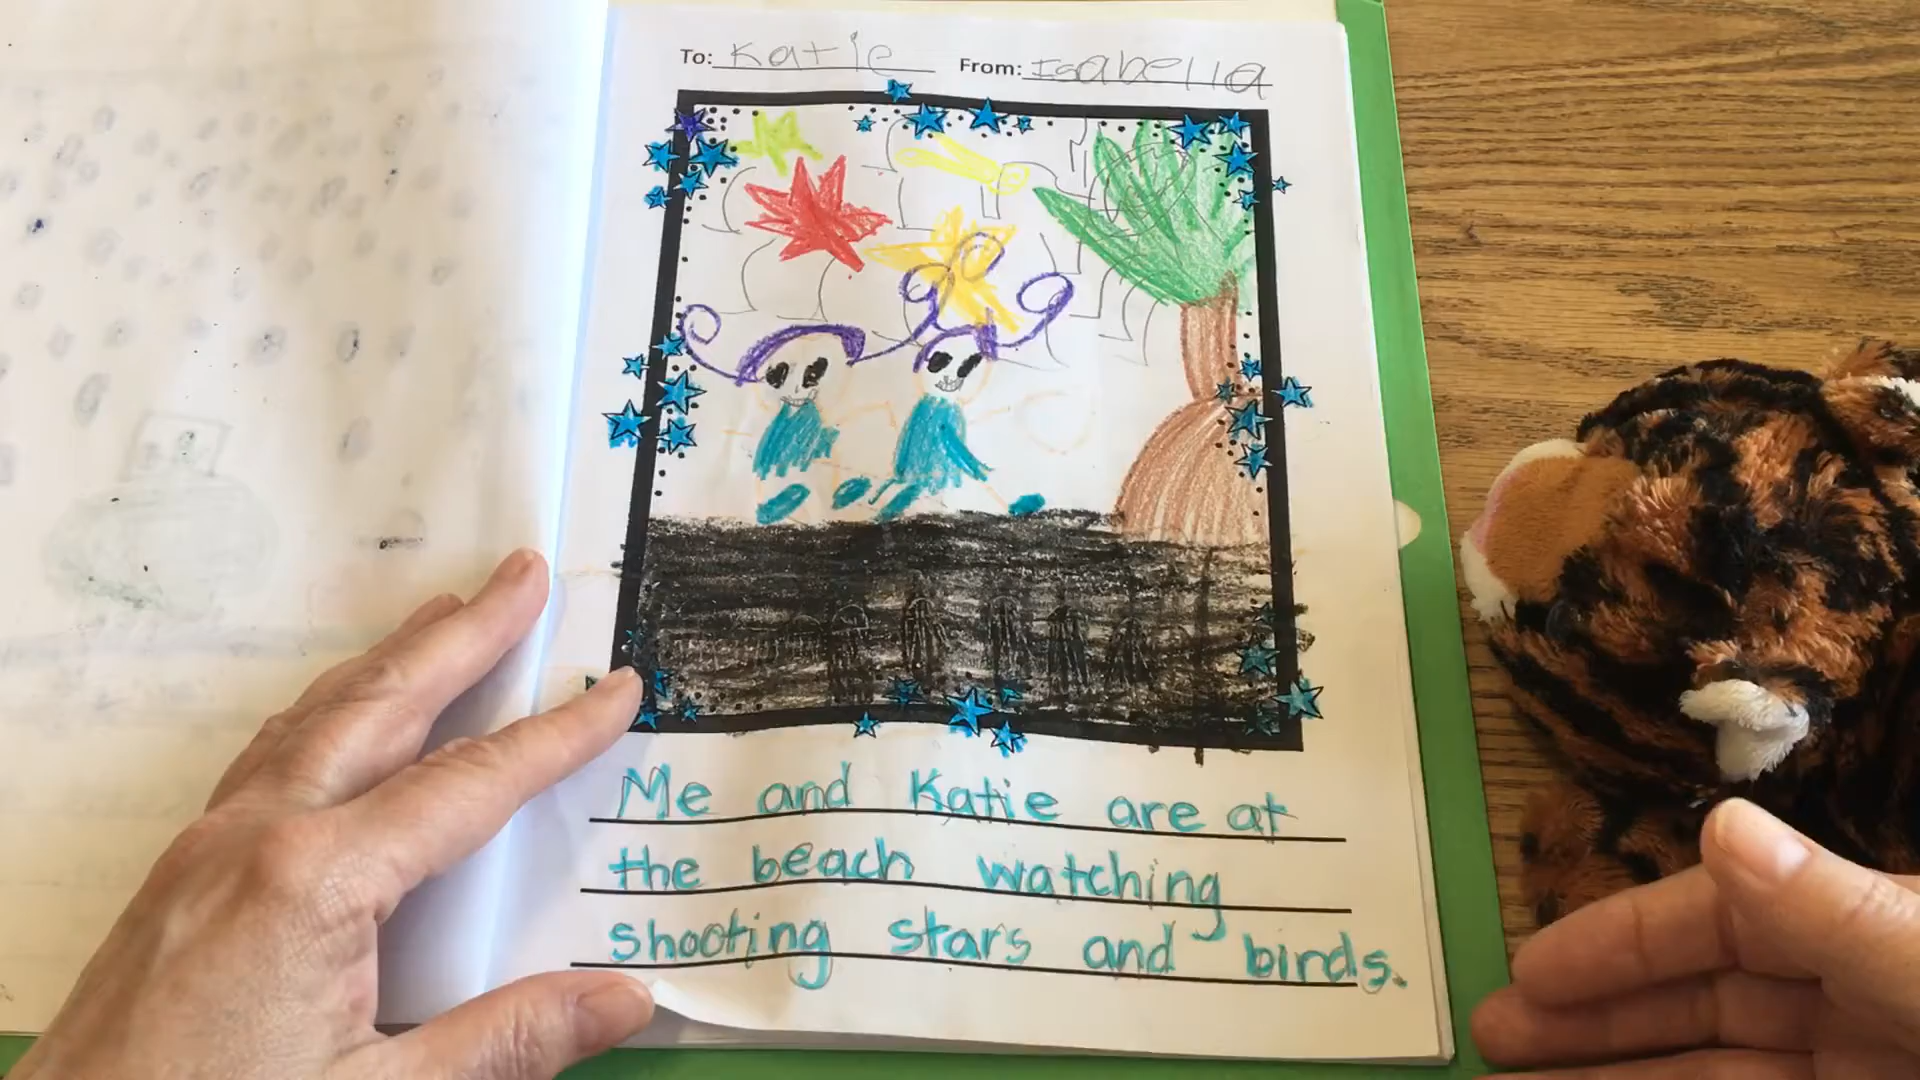 To: Katie From: Isabella
Me and Katie are at
the beach watching
shooting stars and birds.